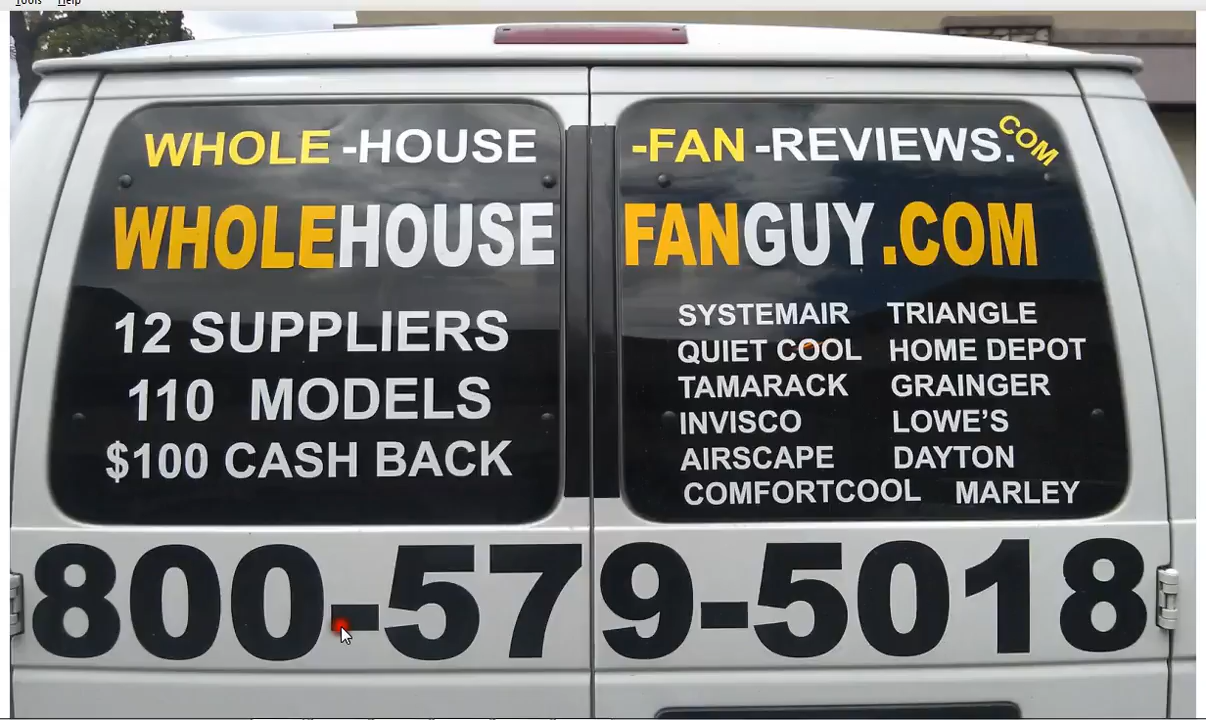 Tools Help
WHOLE -HOUSE -FAN -REVIEWS.COM
WHOLEHOUSE FANGUY.COM
12 SUPPLIERS
110 MODELS
$100 CASH BACK
SYSTEMAIR TRIANGLE
QUIET COOL HOME DEPOT
TAMARACK GRAINGER
INVISCO LOWE'S
AIRSCAPE DAYTON
COMFORTCOOL MARLEY
800-579-5018